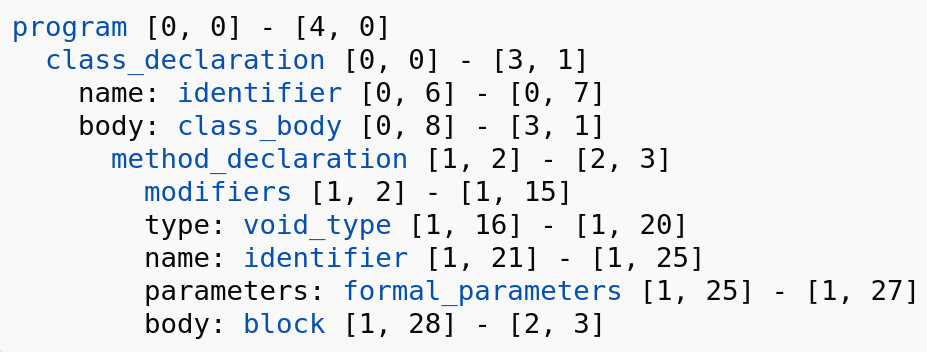 program [0, 0] - [4, 0]
class_declaration [0, 0] - [3, 1]
name: identifier [0, 6] - [0, 7]
body: class_body [0, 8] - [3, 1]
method_declaration [1, 2] - [2, 3]
modifiers [1, 2] - [1, 15]
type: void_type [1, 16] - [1, 20]
name: identifier [1, 21] - [1, 25]
parameters: formal_parameters [1, 25] - [1, 27]
body: block [1, 28] - [2, 3]